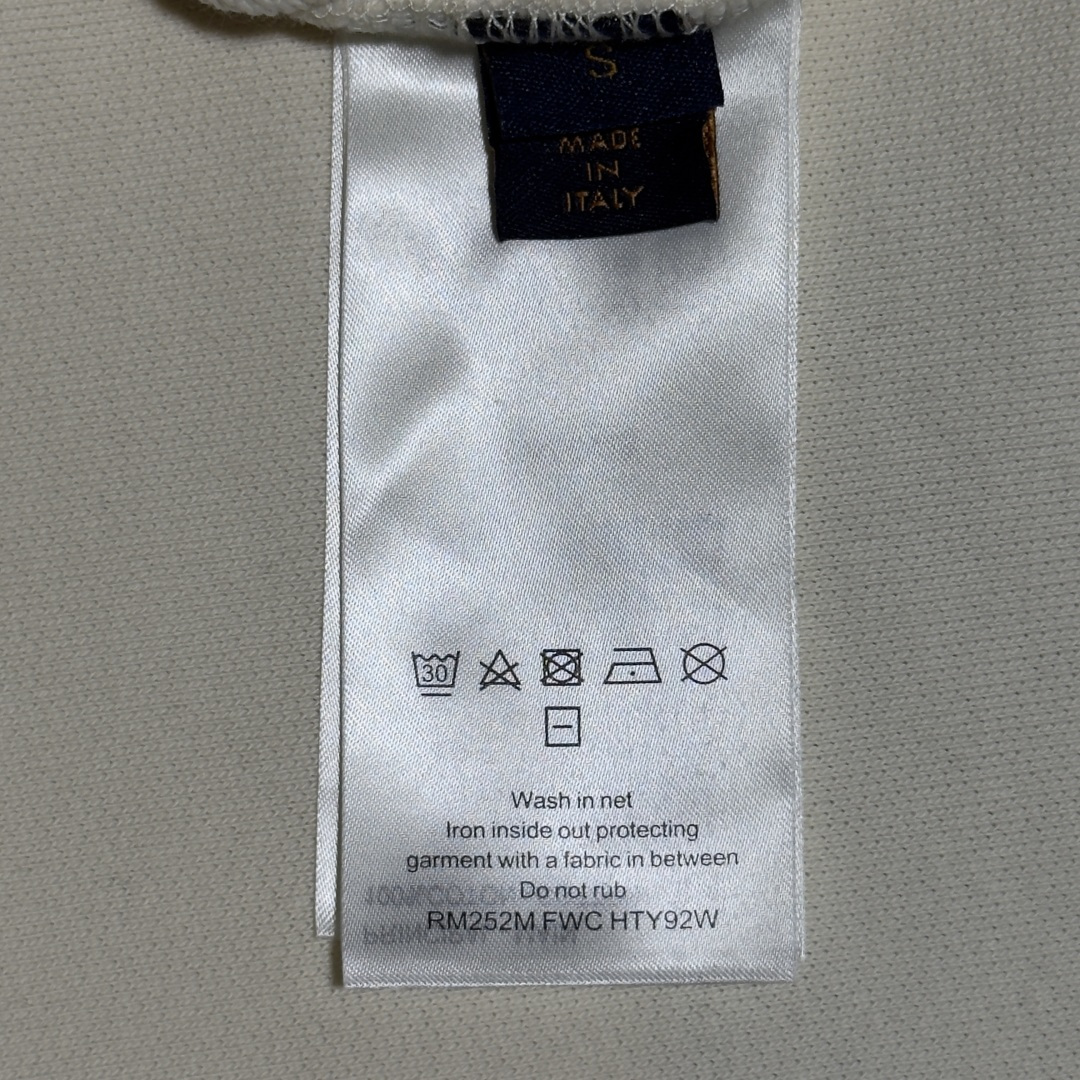 S
MADE
IN
ITALY
30
Wash in net
Iron inside out protecting
garment with a fabric in between
Do not rub
RM252M FWC HTY92W